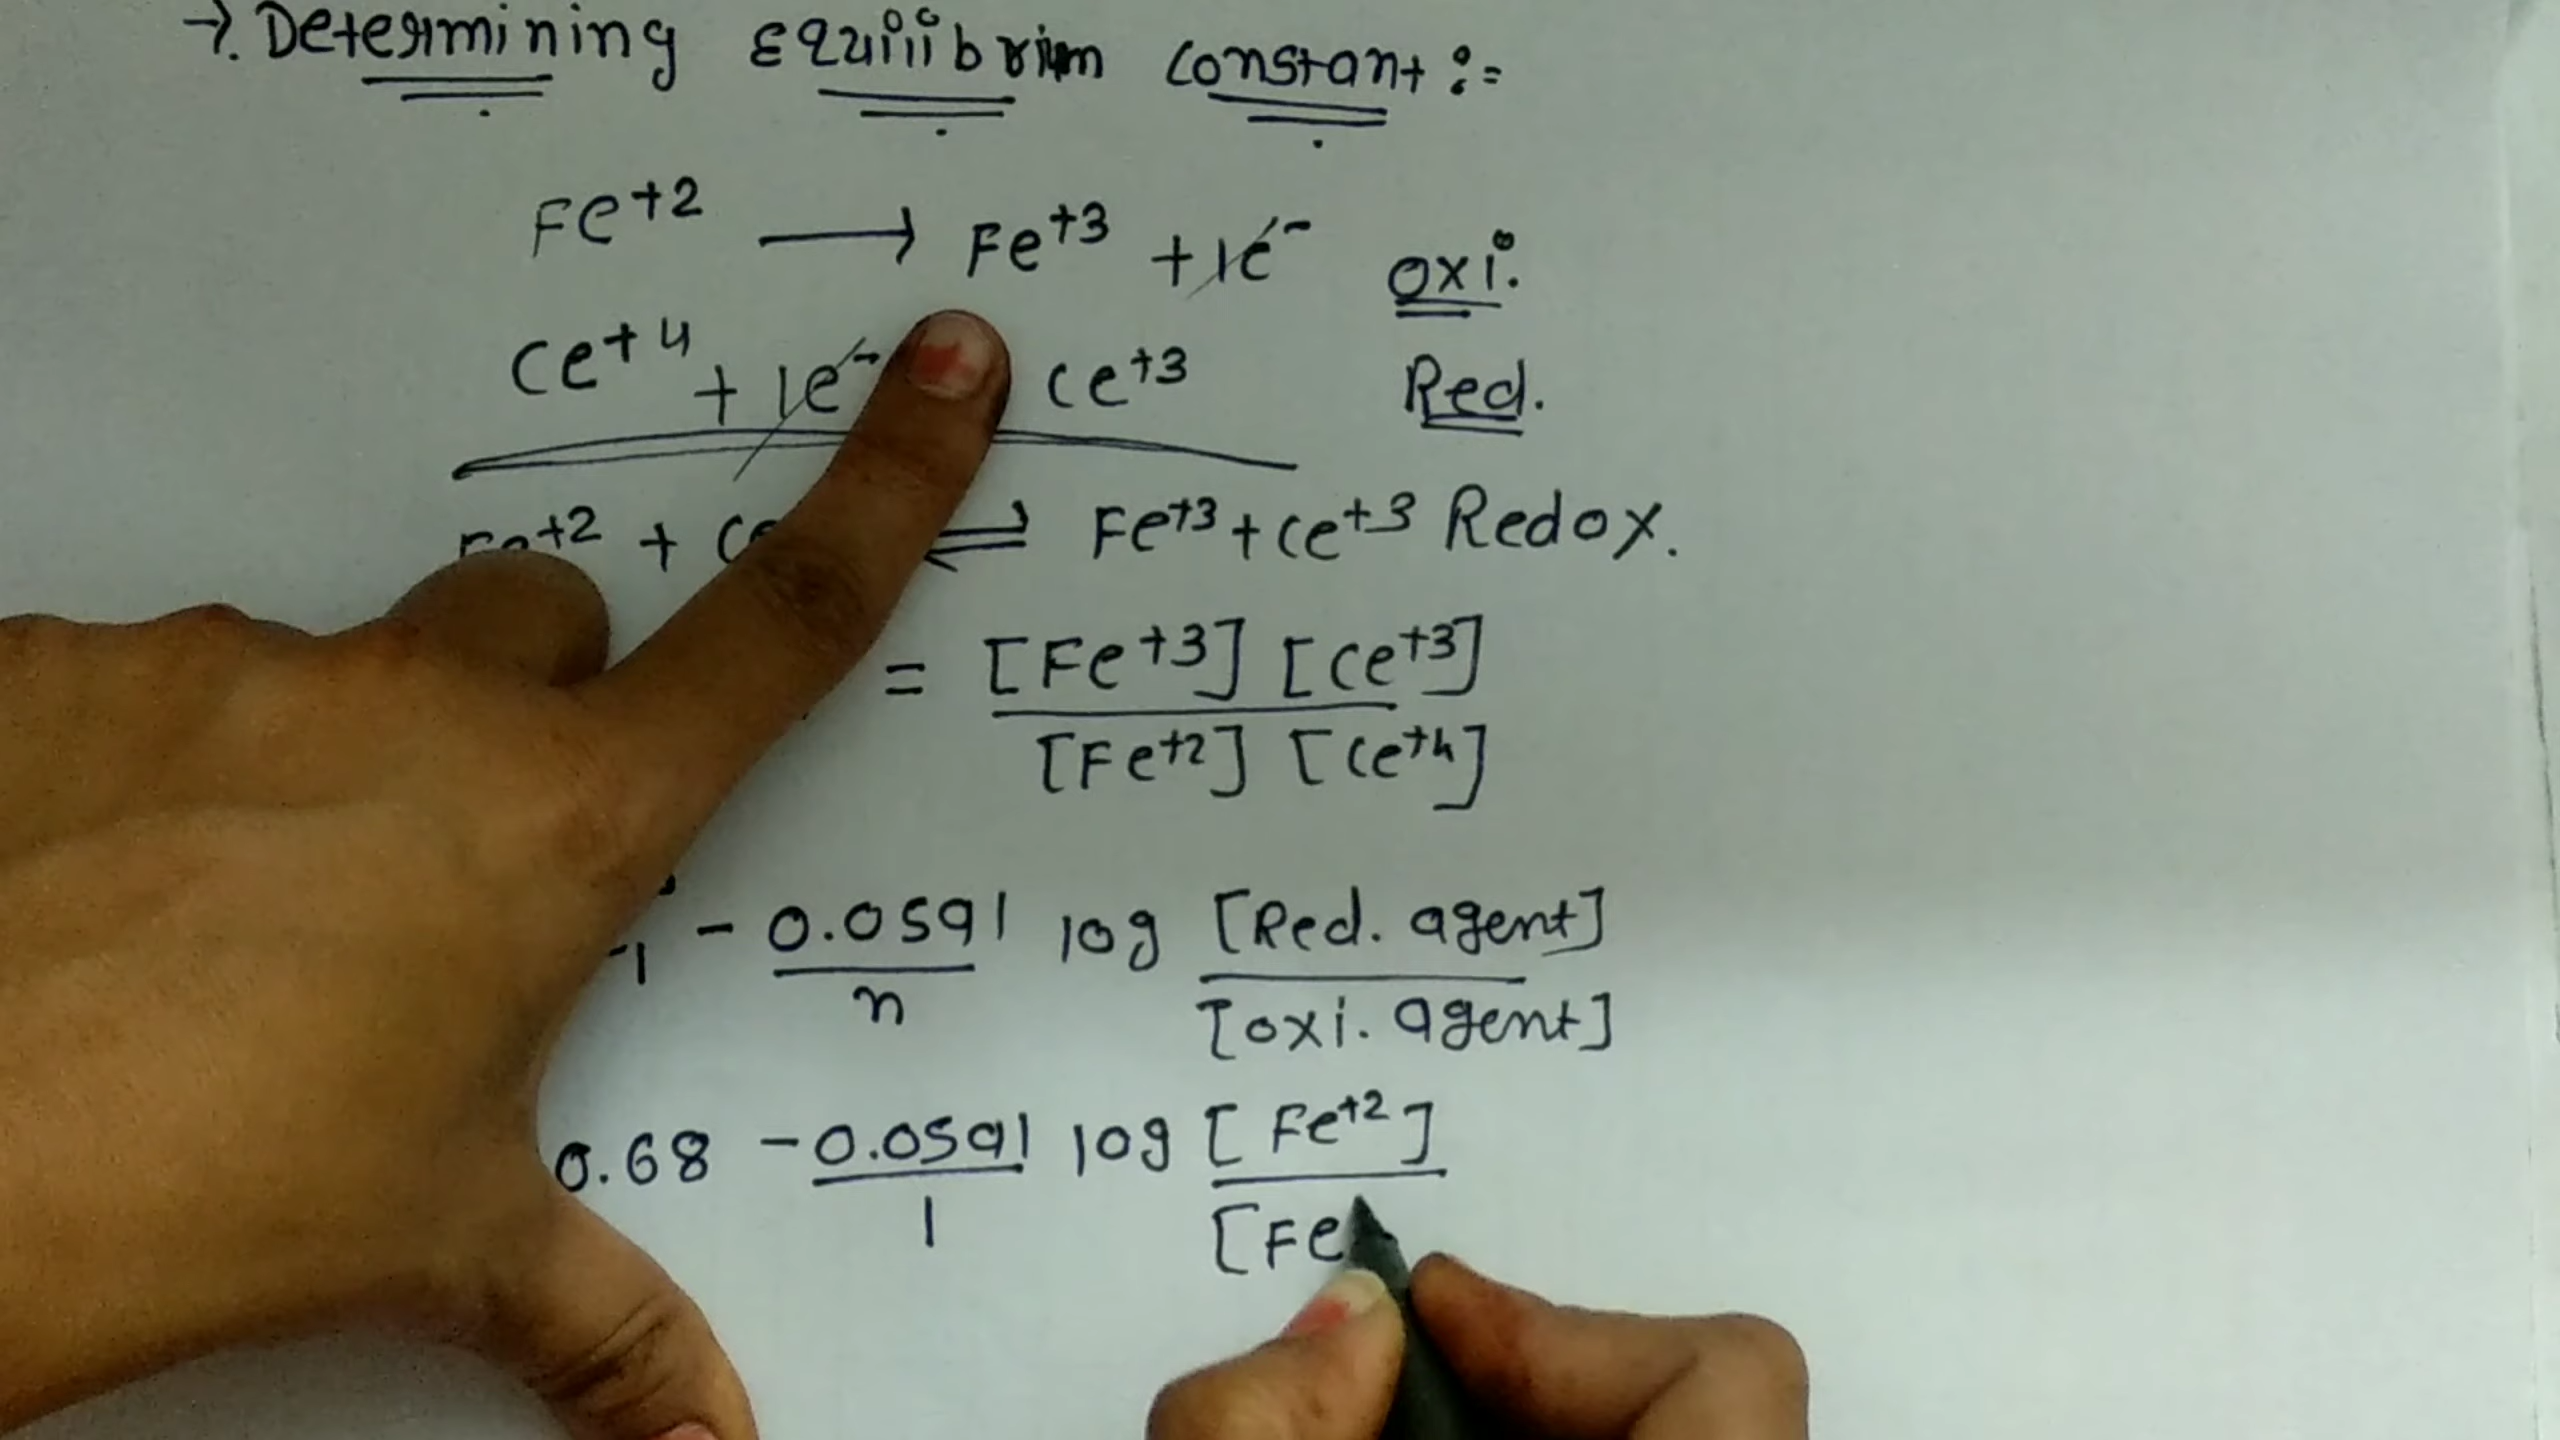 →. Determining Equilibrium Constant :=
Fe+2 ⟶ Fe+3 + 1e- oxi.
Ce+4 + 1e- Ce+3 Red.
+2 + ⇌ Fe+3 + Ce+3 Redox.
= [Fe+3] [Ce+3]
[Fe+2] [Ce+4]
- 0.0591 log [Red. agent]
n [oxi. agent]
0.68 - 0.0591 log [Fe+2]
1 [Fe